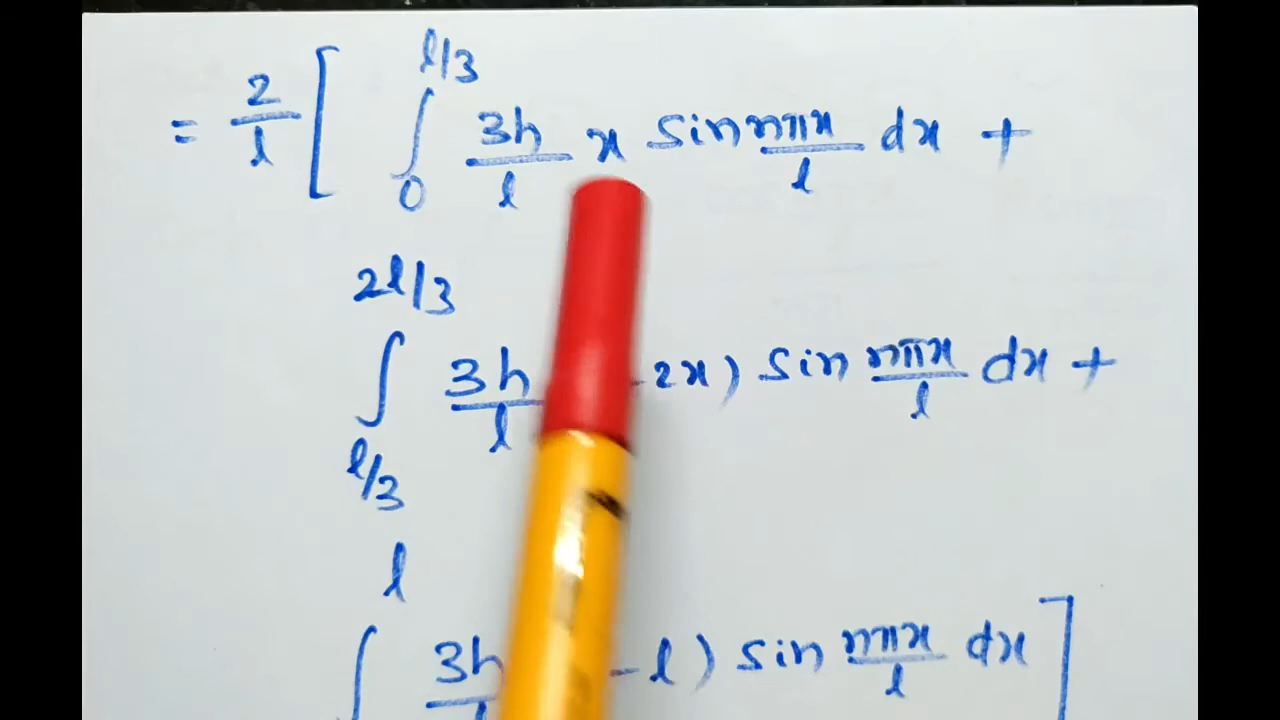 = 2/l [ ∫₀^{l/3} 3h/l x sin nπx/l dx +
∫_{l/3}^{2l/3} 3h/l - 2x) sin nπx/l dx +
∫^{l} 3h/l - l) sin nπx/l dx ]